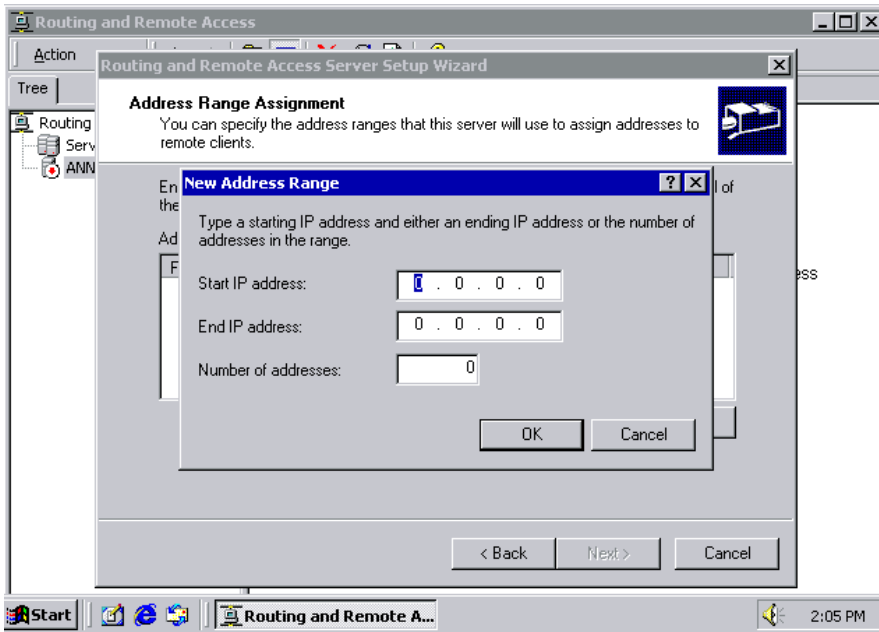 Routing and Remote Access
Action
Tree
Routing
Serv
ANN
Routing and Remote Access Server Setup Wizard
Address Range Assignment
You can specify the address ranges that this server will use to assign addresses to
remote clients.
En
l of
the
Ad
F
ess
New Address Range
Type a starting IP address and either an ending IP address or the number of
addresses in the range.
Start IP address:
0 . 0 . 0 . 0
End IP address:
0 . 0 . 0 . 0
Number of addresses:
0
OK
Cancel
< Back
Next >
Cancel
Start
Routing and Remote A...
2:05 PM